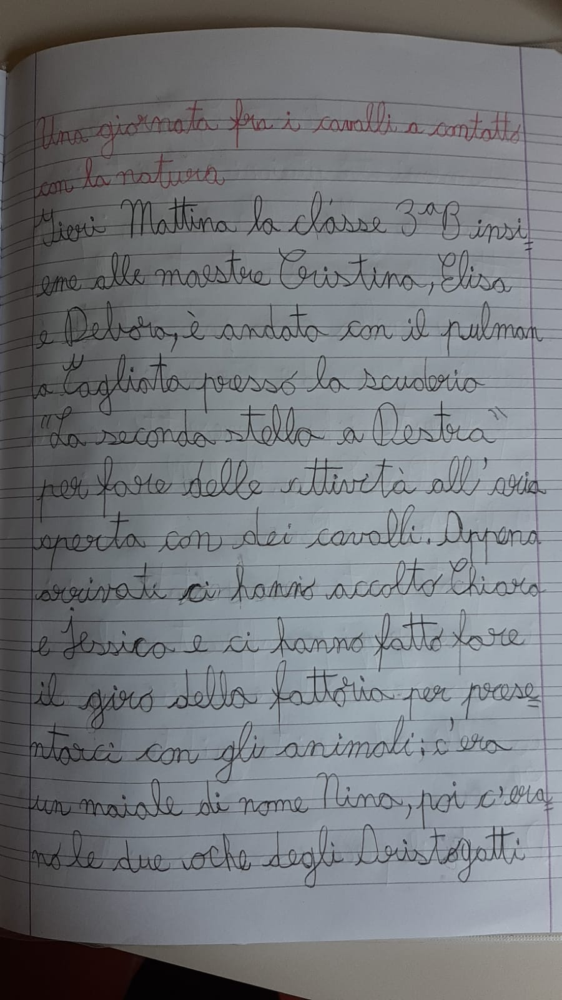 Una giornata fra i cavalli a contatto
con la natura
Ieri Mattina la classe 3ªB insi=
eme alle maestre Cristina, Elisa
e Debora, è andata con il pulman
a Tagliata presso la scuderia
"La seconda stella a Destra"
per fare delle attività all'aria
aperta con dei cavalli. Appena
arrivati ci hanno accolto Chiara
e Jessica e ci hanno fatto fare
il giro della fattoria per prese=
ntarci con gli animali; c'era
un maiale di nome Nina, poi c'era=
no le due oche degli Aristogatti